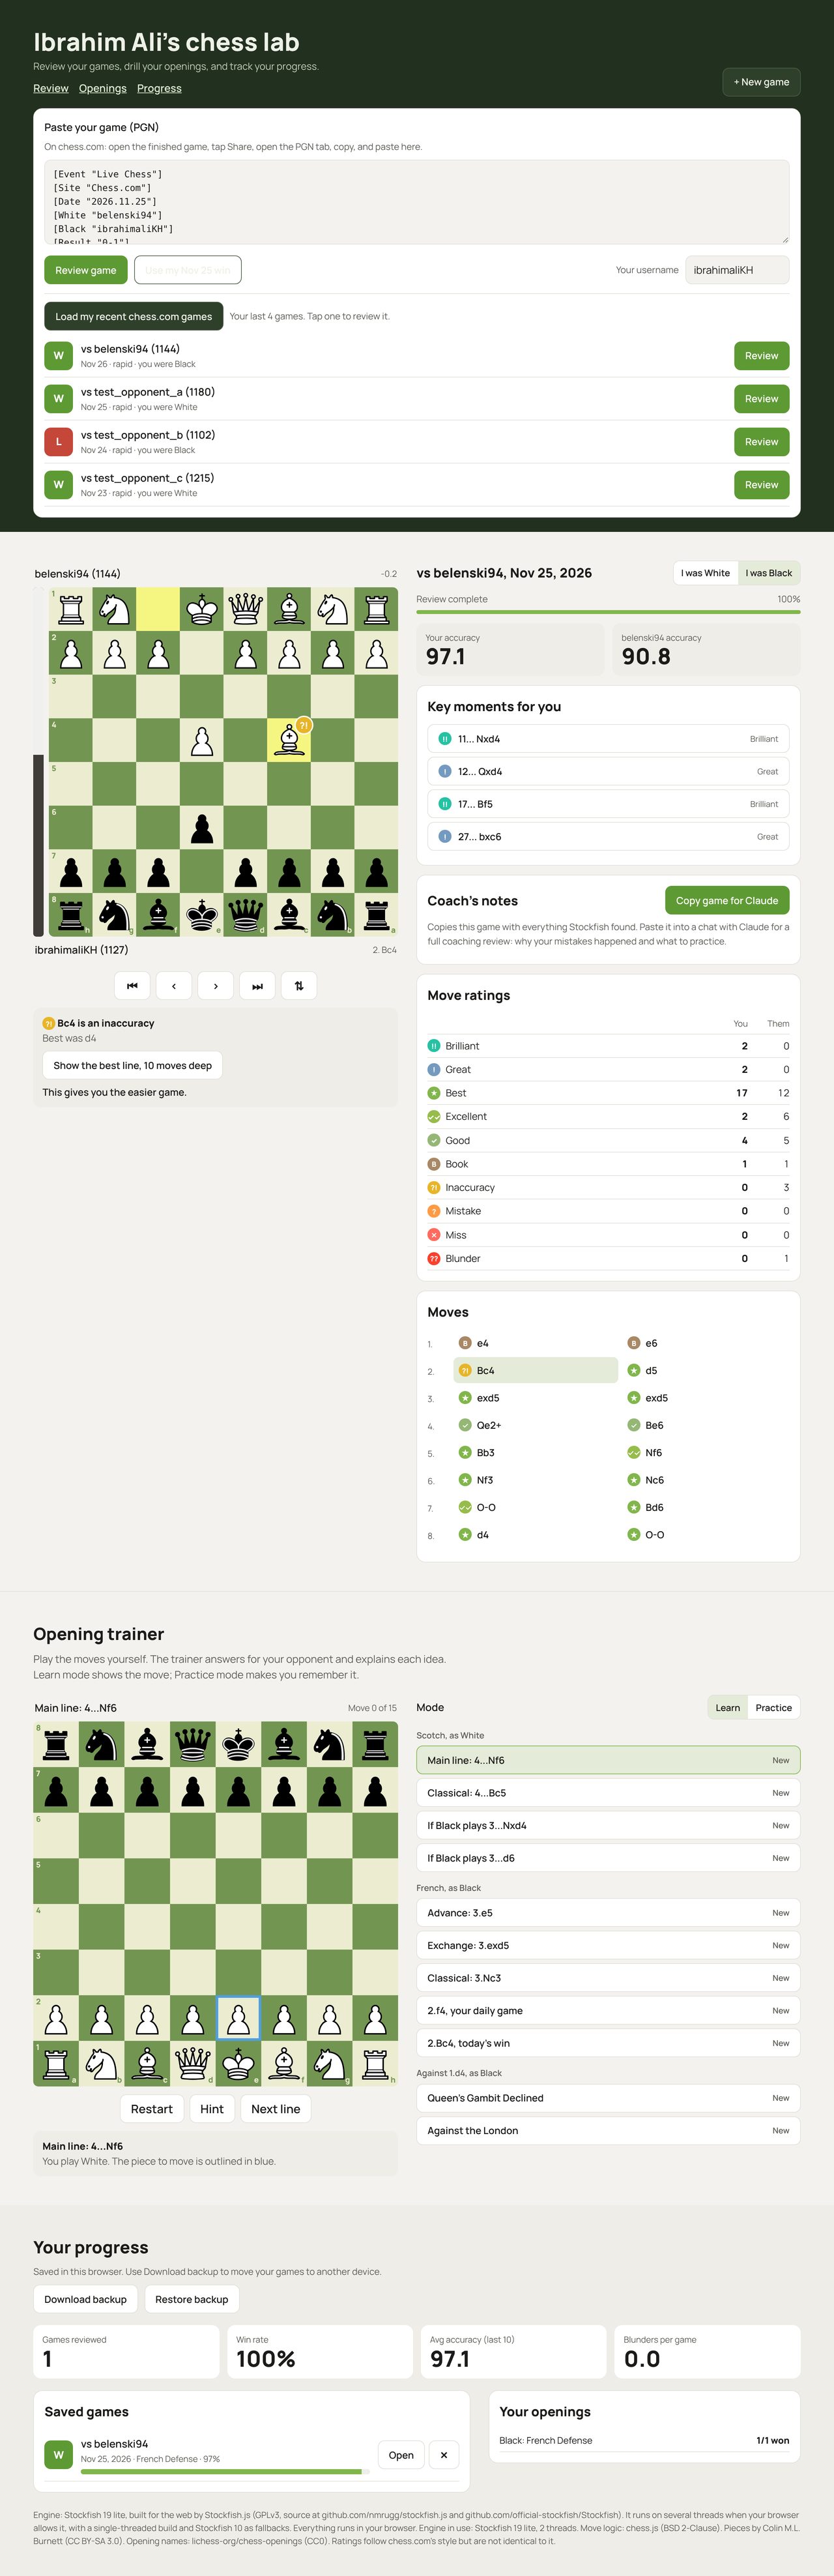 Ibrahim Ali's chess lab
Review your games, drill your openings, and track your progress.
Review Openings Progress
+ New game
Paste your game (PGN)
On chess.com: open the finished game, tap Share, open the PGN tab, copy, and paste here.
[Event "Live Chess"]
[Site "Chess.com"]
[Date "2026.11.25"]
[White "belenski94"]
[Black "ibrahimaliKH"]
[Result "0-1"]
Review game
Use my Nov 25 win
Your username
ibrahimaliKH
Load my recent chess.com games
Your last 4 games. Tap one to review it.
W
vs belenski94 (1144)
Nov 26 · rapid · you were Black
Review
W
vs test_opponent_a (1180)
Nov 25 · rapid · you were White
Review
L
vs test_opponent_b (1102)
Nov 24 · rapid · you were Black
Review
W
vs test_opponent_c (1215)
Nov 23 · rapid · you were White
Review
belenski94 (1144)
-0.2
1
2
3
4
?!
5
6
7
8
h g f e d c b a
ibrahimaliKH (1127)
2. Bc4
?! Bc4 is an inaccuracy
Best was d4
Show the best line, 10 moves deep
This gives you the easier game.
vs belenski94, Nov 25, 2026
I was White
I was Black
Review complete
100%
Your accuracy
97.1
belenski94 accuracy
90.8
Key moments for you
!! 11... Nxd4 Brilliant
! 12... Qxd4 Great
!! 17... Bf5 Brilliant
! 27... bxc6 Great
Coach's notes
Copy game for Claude
Copies this game with everything Stockfish found. Paste it into a chat with Claude for a
full coaching review: why your mistakes happened and what to practice.
Move ratings
You Them
!! Brilliant 2 0
! Great 2 0
Best 17 12
Excellent 2 6
Good 4 5
B Book 1 1
?! Inaccuracy 0 3
? Mistake 0 0
Miss 0 0
?? Blunder 0 1
Moves
1. B e4 B e6
2. ?! Bc4 d5
3. exd5 exd5
4. Qe2+ Be6
5. Bb3 Nf6
6. Nf3 Nc6
7. O-O Bd6
8. d4 O-O
Opening trainer
Play the moves yourself. The trainer answers for your opponent and explains each idea.
Learn mode shows the move; Practice mode makes you remember it.
Main line: 4...Nf6
Move 0 of 15
8
7
6
5
4
3
2
1
a b c d e f g h
Restart
Hint
Next line
Main line: 4...Nf6
You play White. The piece to move is outlined in blue.
Mode
Learn
Practice
Scotch, as White
Main line: 4...Nf6 New
Classical: 4...Bc5 New
If Black plays 3...Nxd4 New
If Black plays 3...d6 New
French, as Black
Advance: 3.e5 New
Exchange: 3.exd5 New
Classical: 3.Nc3 New
2.f4, your daily game New
2.Bc4, today's win New
Against 1.d4, as Black
Queen's Gambit Declined New
Against the London New
Your progress
Saved in this browser. Use Download backup to move your games to another device.
Download backup
Restore backup
Games reviewed
1
Win rate
100%
Avg accuracy (last 10)
97.1
Blunders per game
0.0
Saved games
W
vs belenski94
Nov 25, 2026 · French Defense · 97%
Open
×
Your openings
Black: French Defense 1/1 won
Engine: Stockfish 19 lite, built for the web by Stockfish.js (GPLv3, source at github.com/nmrugg/stockfish.js and github.com/official-stockfish/Stockfish). It runs on several threads when your browser
allows it, with a single-threaded build and Stockfish 10 as fallbacks. Everything runs in your browser. Engine in use: Stockfish 19 lite, 2 threads. Move logic: chess.js (BSD 2-Clause). Pieces by Colin M.L.
Burnett (CC BY-SA 3.0). Opening names: lichess-org/chess-openings (CC0). Ratings follow chess.com's style but are not identical to it.